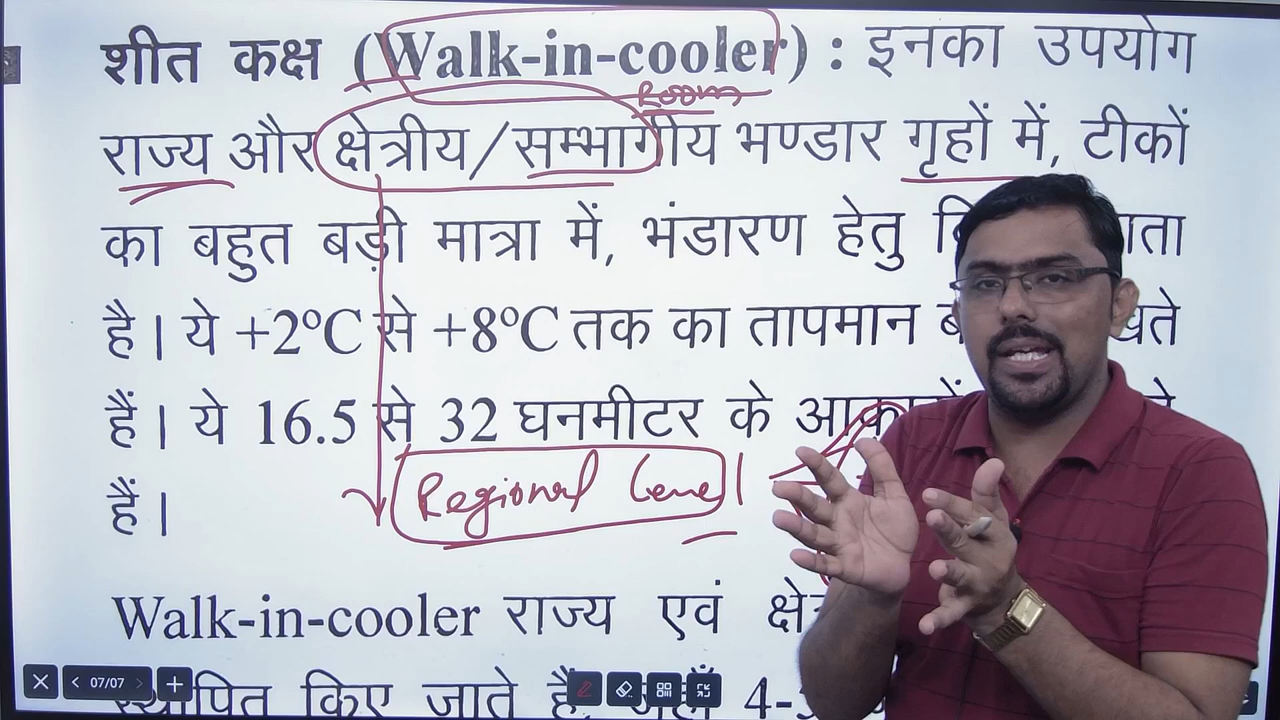 शीत कक्ष (Walk-in-cooler) : इनका उपयोग
Room
राज्य और क्षेत्रीय/सम्भागीय भण्डार गृहों में, टीकों
का बहुत बड़ी मात्रा में, भंडारण हेतु
है। ये +2°C से +8°C तक का तापमान
हैं। ये 16.5 से 32 घनमीटर के
Regional Level
हैं।
Walk-in-cooler राज्य एवं
किए जाते हैं,
07/07